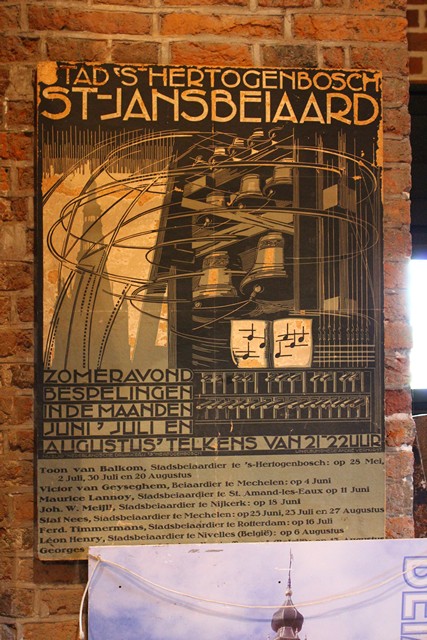 STAD 'S-HERTOGENBOSCH
ST-JANSBEIAARD
ZOMERAVOND
BESPELINGEN
IN DE MAANDEN
JUNI ' JULI EN
AUGUSTUS ' TELKENS VAN 21-22 UUR
Toon van Balkom, Stadsbeiaardier te 's-Hertogenbosch: op 28 Mei,
2 Juli, 30 Juli en 20 Augustus
Victor van Geyseghem, Beiaardier te Mechelen: op 4 Juni
Maurice Lannoy, Stadsbeiaardier te St. Amand-les-Eaux op 11 Juni
Joh. W. Meijll, Stadsbeiaardier te Nijkerk: op 18 Juni
Staf Nees, Stadsbeiaardier te Mechelen: op 25 Juni, 23 Juli en 27 Augustus
Ferd. Timmermans, Stadsbeiaardier te Rotterdam: op 16 Juli
Léon Henry, Stadsbeiaardier te Nivelles (België): op 6 Augustus
Georges